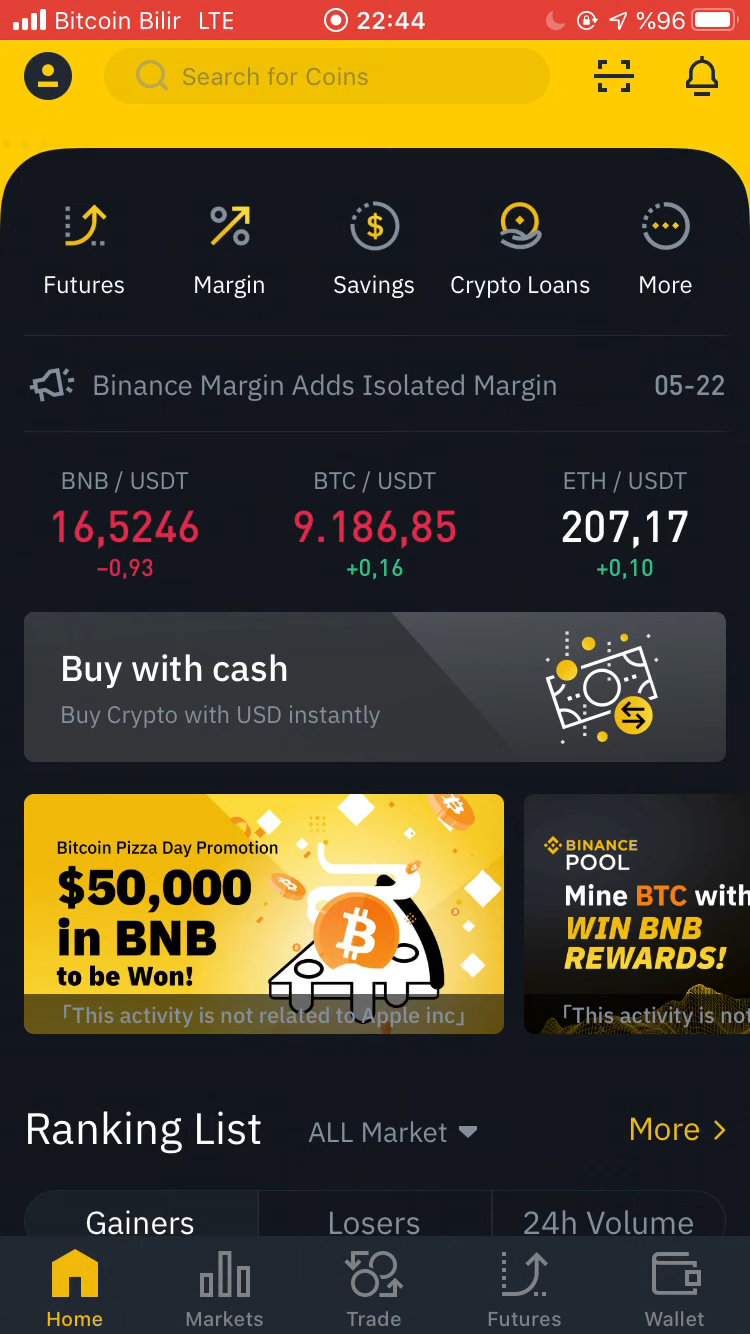 Bitcoin Bilir LTE 22:44 %96
Search for Coins
Futures Margin Savings Crypto Loans More
Binance Margin Adds Isolated Margin 05-22
BNB / USDT BTC / USDT ETH / USDT
16,5246 9.186,85 207,17
-0,93 +0,16 +0,10
Buy with cash
Buy Crypto with USD instantly
Bitcoin Pizza Day Promotion
$50,000
in BNB
to be Won!
「This activity is not related to Apple inc」
BINANCE
POOL
Mine BTC with
WIN BNB
REWARDS!
「This activity is not
Ranking List ALL Market More
Gainers Losers 24h Volume
Home Markets Trade Futures Wallet